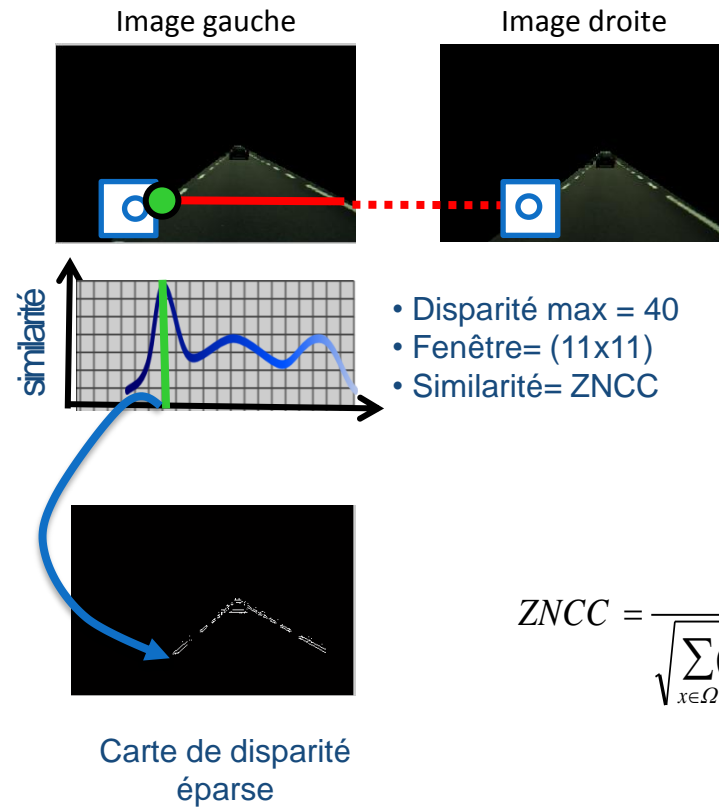 Image gauche
Image droite
similarité
• Disparité max = 40
• Fenêtre= (11x11)
• Similarité= ZNCC
ZNCC =
√∑(
x∈Ω
Carte de disparité
éparse